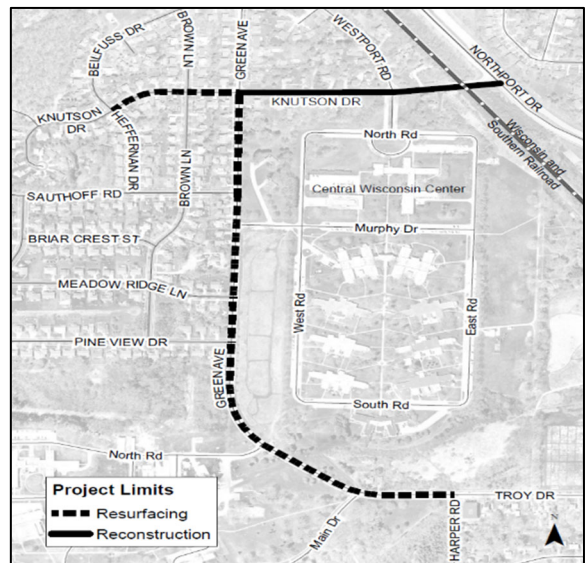 BEILFUSS DR
BROWN LN
GREEN AVE
WESTPORT RD
NORTHPORT DR
KNUTSON
DR
HEFFERNAN DR
KNUTSON DR
Wisconsin and
Southern Railroad
North Rd
SAUTHOFF RD
BROWN LN
Central Wisconsin Center
Murphy Dr
BRIAR CREST ST
MEADOW RIDGE LN
West Rd
East Rd
PINE VIEW DR
GREEN AVE
South Rd
North Rd
Main Dr
HARPER RD
TROY DR
Project Limits
Resurfacing
Reconstruction